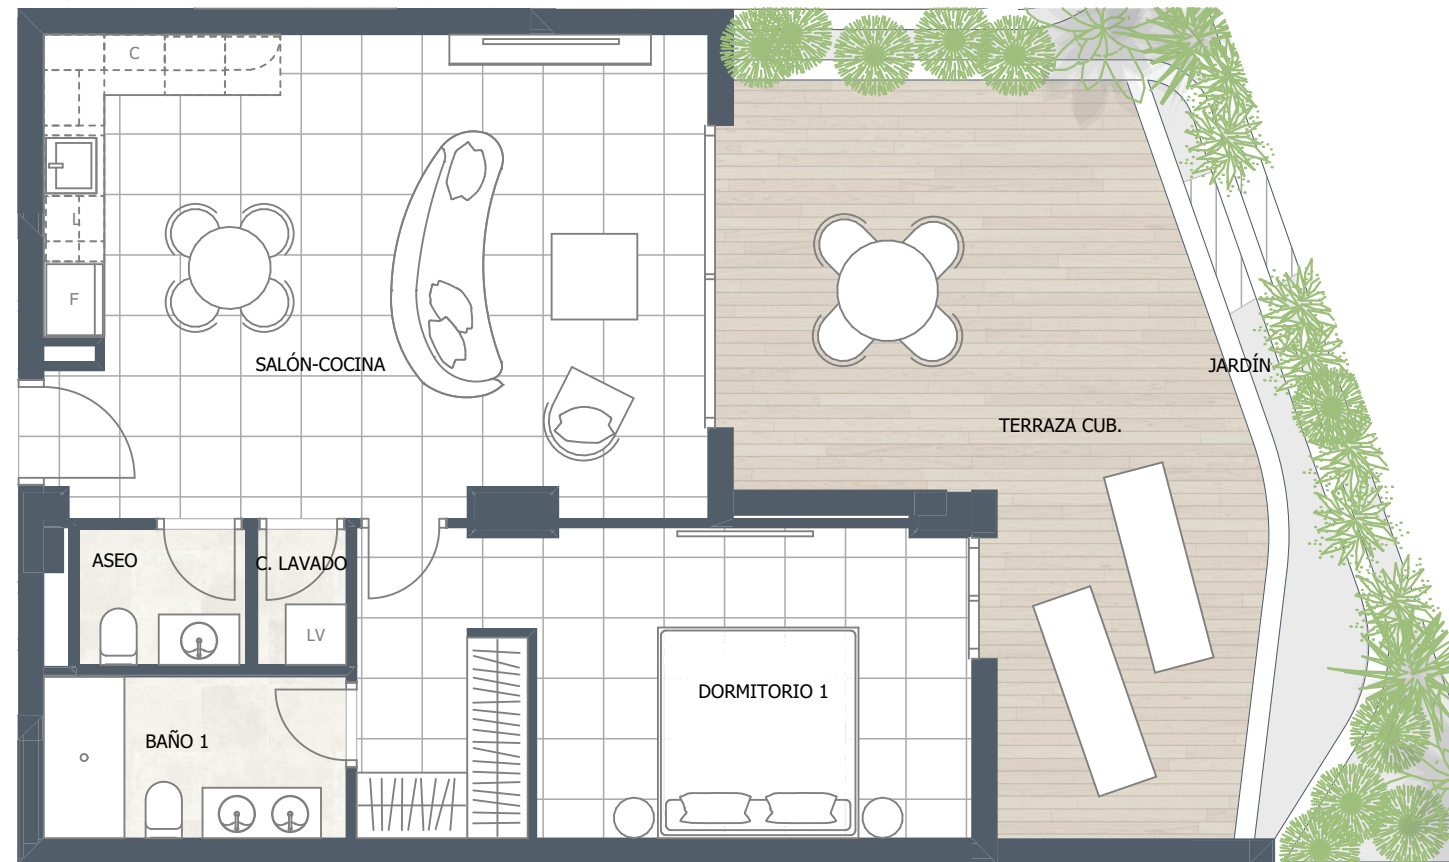 C
L
F
SALÓN-COCINA
JARDÍN
TERRAZA CUB.
ASEO
C. LAVADO
LV
DORMITORIO 1
BAÑO 1